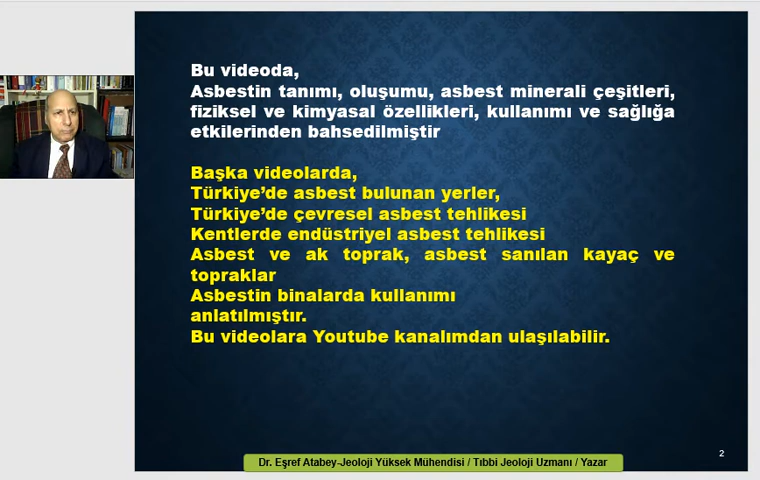 Bu videoda,
Asbestin tanımı, oluşumu, asbest minerali çeşitleri,
fiziksel ve kimyasal özellikleri, kullanımı ve sağlığa
etkilerinden bahsedilmiştir
Başka videolarda,
Türkiye’de asbest bulunan yerler,
Türkiye’de çevresel asbest tehlikesi
Kentlerde endüstriyel asbest tehlikesi
Asbest ve ak toprak, asbest sanılan kayaç ve
topraklar
Asbestin binalarda kullanımı
anlatılmıştır.
Bu videolara Youtube kanalımdan ulaşılabilir.
2
Dr. Eşref Atabey-Jeoloji Yüksek Mühendisi / Tıbbi Jeoloji Uzmanı / Yazar